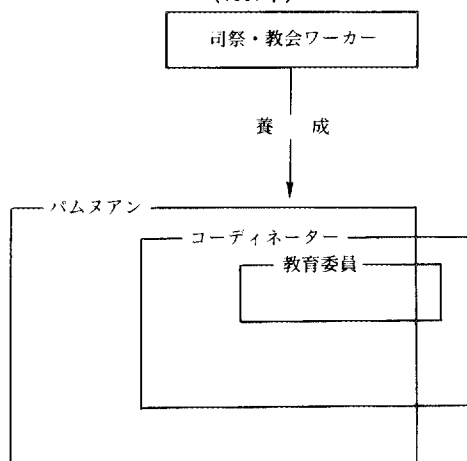 司祭・教会ワーカー
養成
パムヌアン
コーディネーター
教育委員